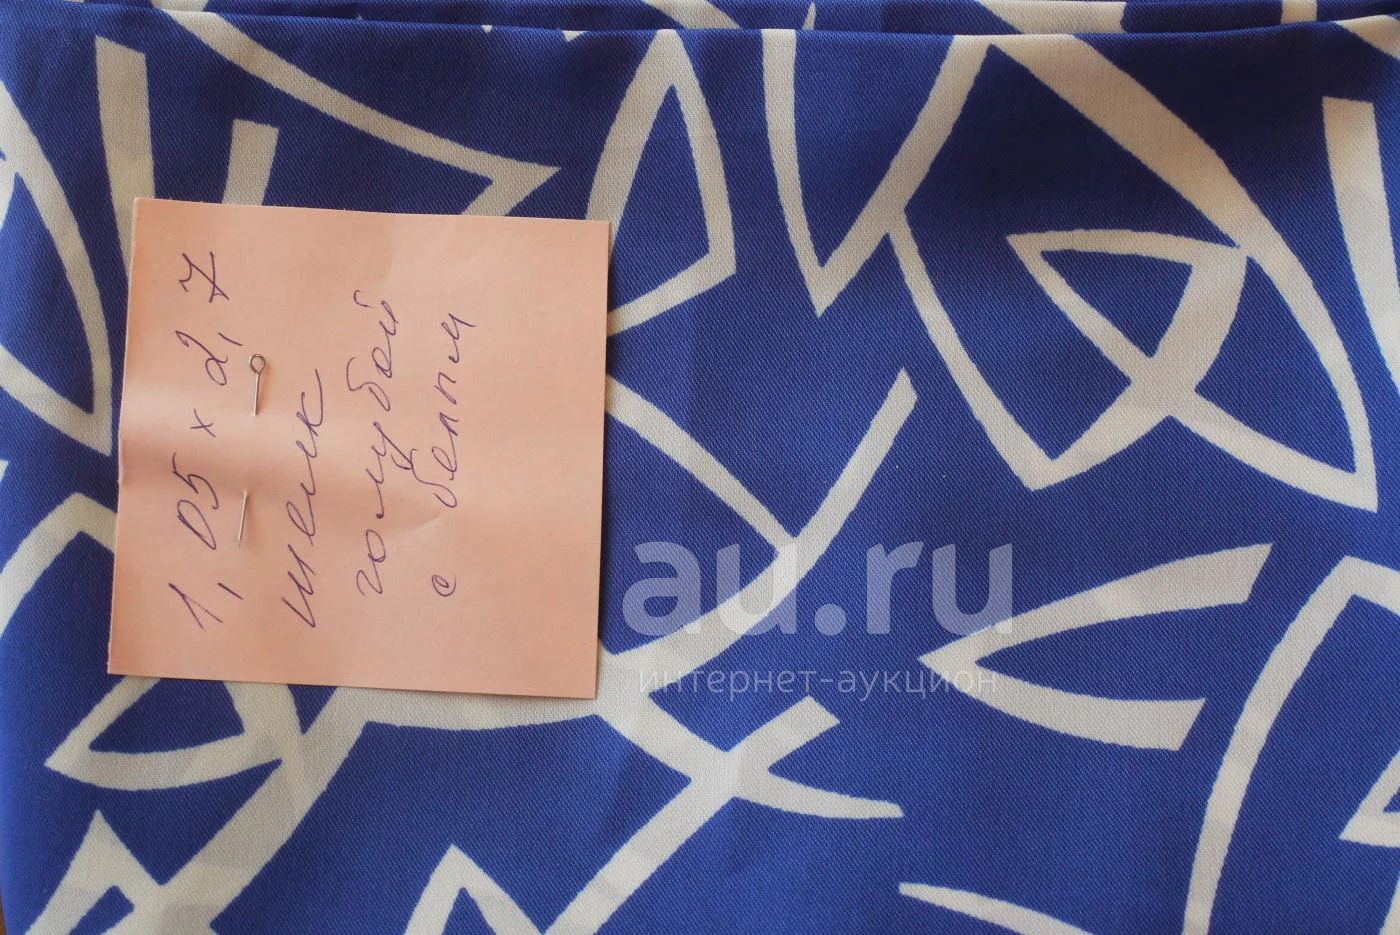 1,05 x 2,7
шелк
голубой
с белым
au.ru
интернет-аукцион